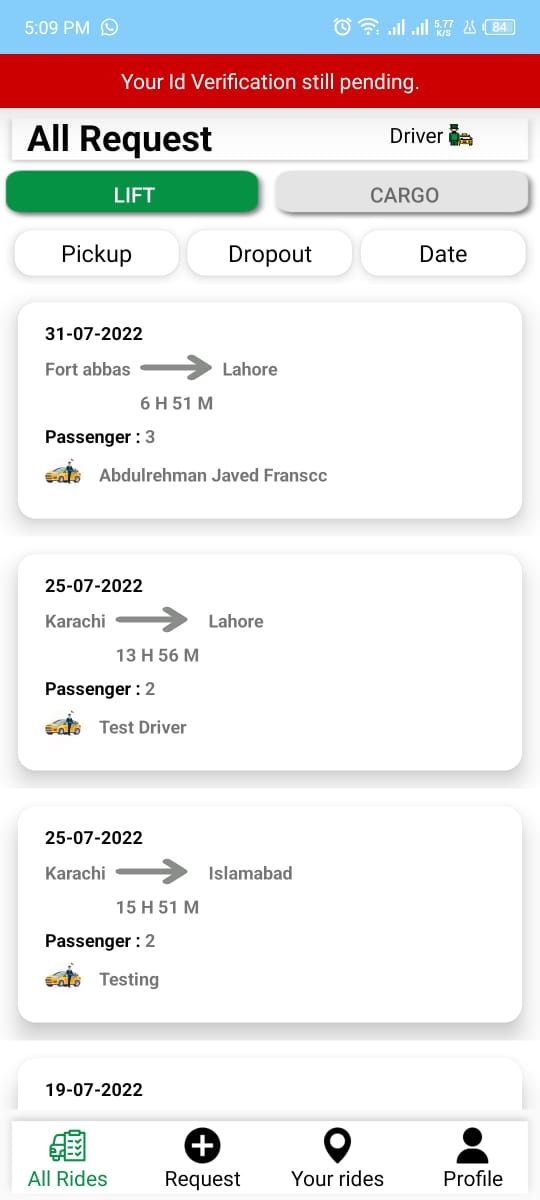 5:09 PM 5.77 K/S 84
Your Id Verification still pending.
All Request Driver
LIFT CARGO
Pickup Dropout Date
31-07-2022
Fort abbas Lahore
6 H 51 M
Passenger : 3
Abdulrehman Javed Franscc
25-07-2022
Karachi Lahore
13 H 56 M
Passenger : 2
Test Driver
25-07-2022
Karachi Islamabad
15 H 51 M
Passenger : 2
Testing
19-07-2022
All Rides Request Your rides Profile